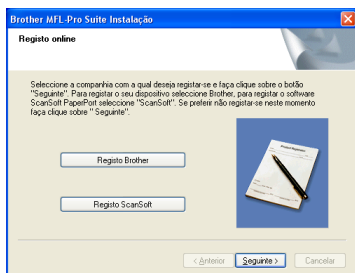 Brother MFL-Pro Suite Instalação
Registo online
Seleccione a companhia com a qual deseja registar-se e faça clique sobre o botão
"Seguinte". Para registar o seu dispositivo seleccione Brother, para registar o software
ScanSoft PaperPort seleccione "ScanSoft". Se preferir não registar-se neste momento
faça clique sobre " Seguinte".
Registo Brother
Registo ScanSoft
< Anterior
Seguinte >
Cancelar